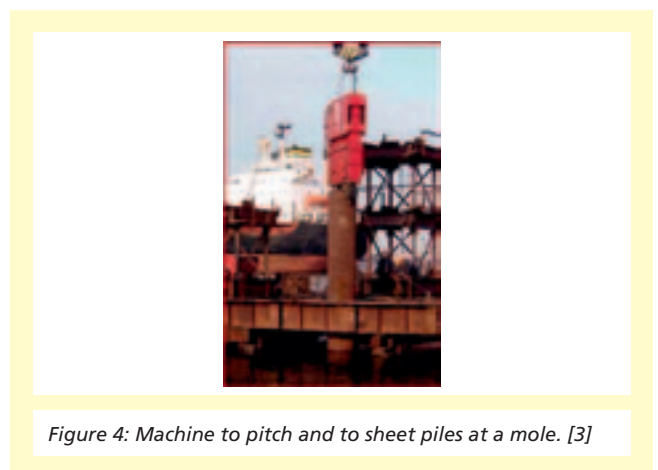 Figure 4: Machine to pitch and to sheet piles at a mole. [3]